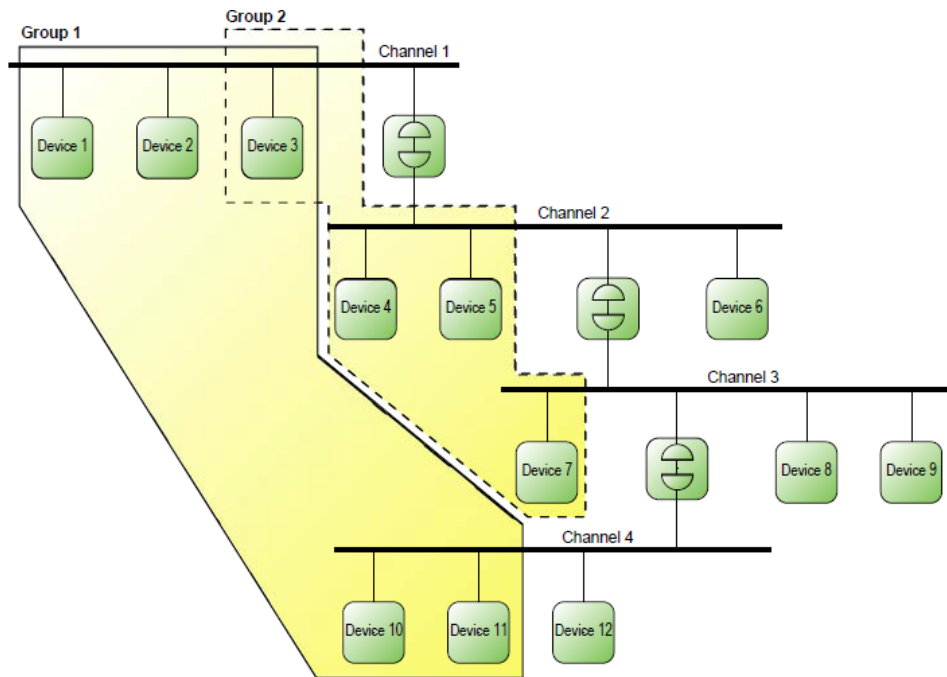 Group 2
Group 1
Channel 1
Device 1
Device 2
Device 3
Channel 2
Device 4
Device 5
Device 6
Channel 3
Device 7
Device 8
Device 9
Channel 4
Device 10
Device 11
Device 12